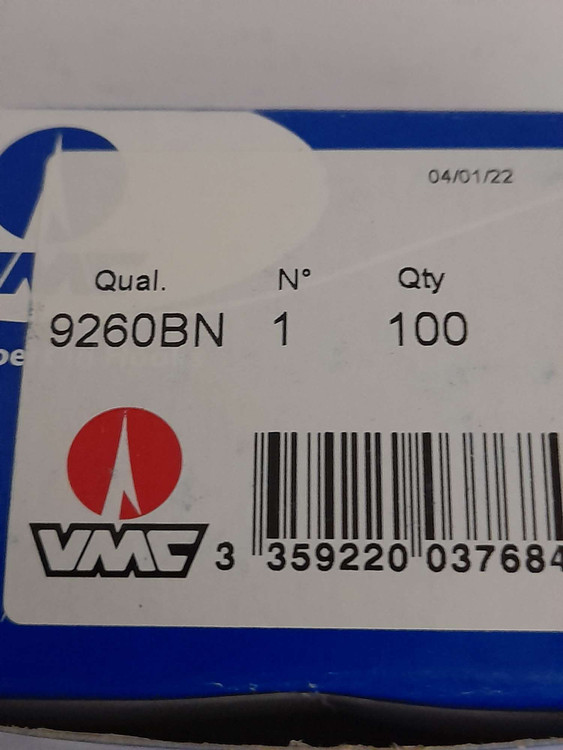 04/01/22
Qual. N° Qty
9260BN 1 100
VMC
3 359220 037684